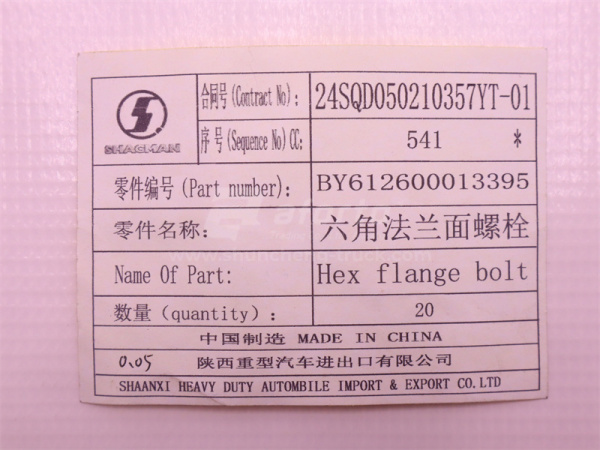 合同号(Contract No): 24SQD050210357YT-01
SHACMAN
序号(Sequence No)CC: 541 *
零件编号(Part number): BY612600013395
零件名称: 六角法兰面螺栓
Name Of Part: Hex flange bolt
数量(quantity): 20
中国制造 MADE IN CHINA
0.05 陕西重型汽车进出口有限公司
SHAANXI HEAVY DUTY AUTOMBILE IMPORT & EXPORT CO.LTD